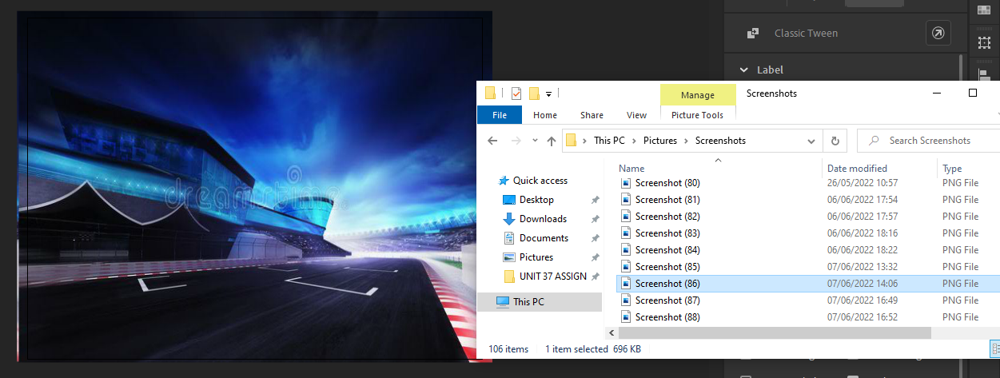 dreamstime
Classic Tween
Label
Manage
Screenshots
File
Home
Share
View
Picture Tools
This PC
Pictures
Screenshots
Search Screenshots
Name
Date modified
Type
Quick access
Desktop
Downloads
Documents
Pictures
UNIT 37 ASSIGN
This PC
Screenshot (80) 26/05/2022 10:57 PNG File
Screenshot (81) 06/06/2022 17:54 PNG File
Screenshot (82) 06/06/2022 17:57 PNG File
Screenshot (83) 06/06/2022 18:16 PNG File
Screenshot (84) 06/06/2022 18:22 PNG File
Screenshot (85) 07/06/2022 13:32 PNG File
Screenshot (86) 07/06/2022 14:06 PNG File
Screenshot (87) 07/06/2022 16:49 PNG File
Screenshot (88) 07/06/2022 16:52 PNG File
106 items 1 item selected 696 KB